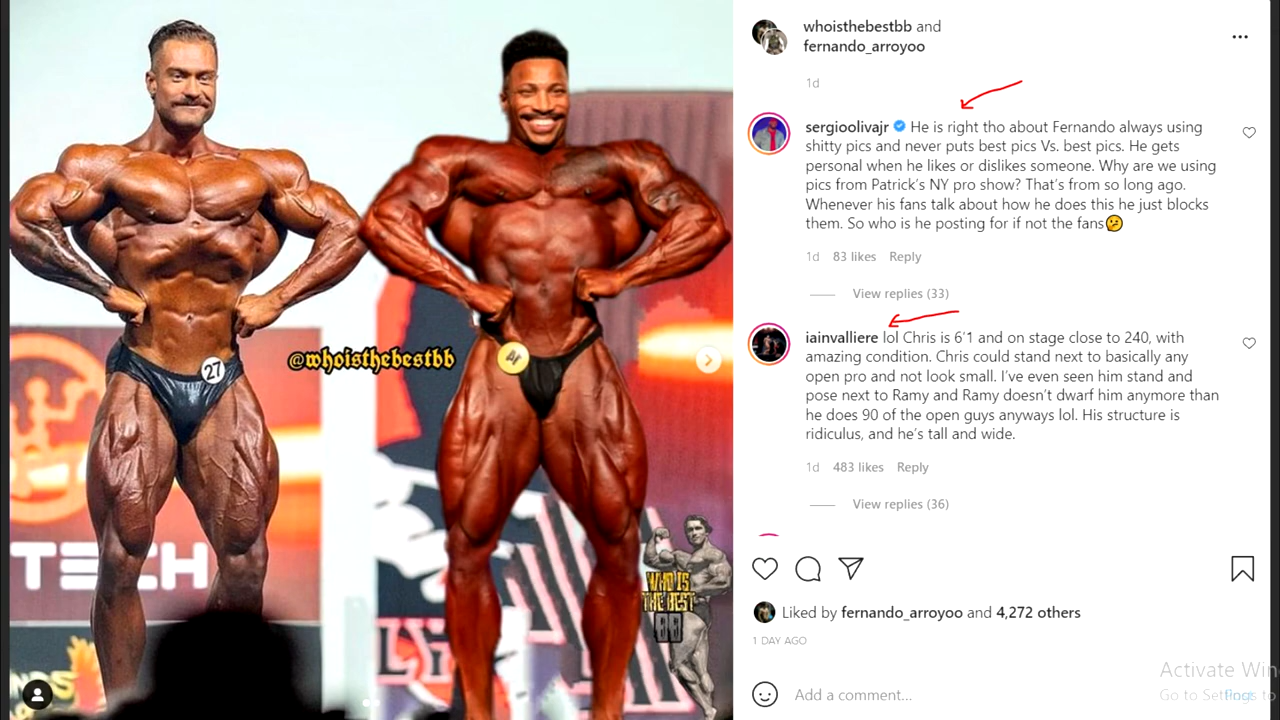 whoisthebestbb and
fernando_arroyoo
1d
sergioolivajr He is right tho about Fernando always using
shitty pics and never puts best pics Vs. best pics. He gets
personal when he likes or dislikes someone. Why are we using
pics from Patrick's NY pro show? That's from so long ago.
Whenever his fans talk about how he does this he just blocks
them. So who is he posting for if not the fans😕
1d 83 likes Reply
View replies (33)
iainvalliere lol Chris is 6'1 and on stage close to 240, with
amazing condition. Chris could stand next to basically any
open pro and not look small. I've even seen him stand and
pose next to Ramy and Ramy doesn't dwarf him anymore than
he does 90 of the open guys anyways lol. His structure is
ridiculus, and he's tall and wide.
1d 483 likes Reply
View replies (36)
Liked by fernando_arroyoo and 4,272 others
1 DAY AGO
Add a comment...
Activate Win
Go to Settings to
@whoisthebestbb
27
TECH
WHO IS
THE BEST